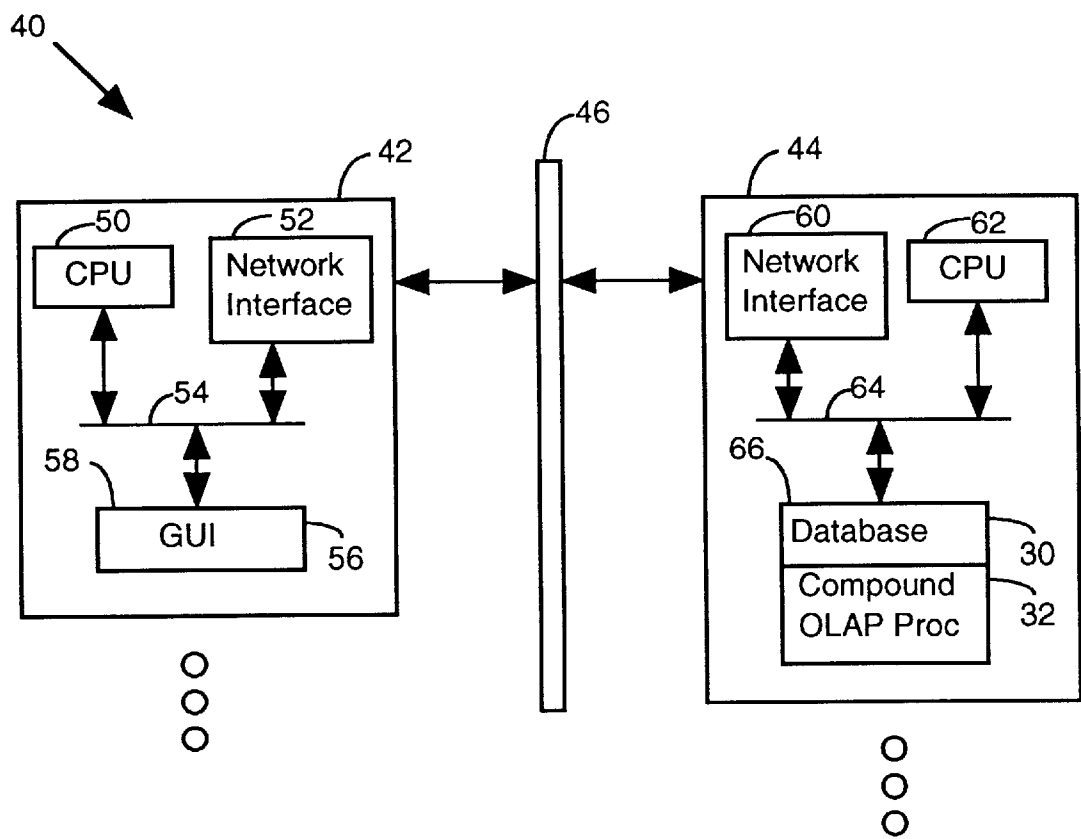 40
46
42
44
50
52
60
62
CPU
Network
Interface
Network
Interface
CPU
54
64
58
66
GUI
56
Database
30
Compound
OLAP Proc
32